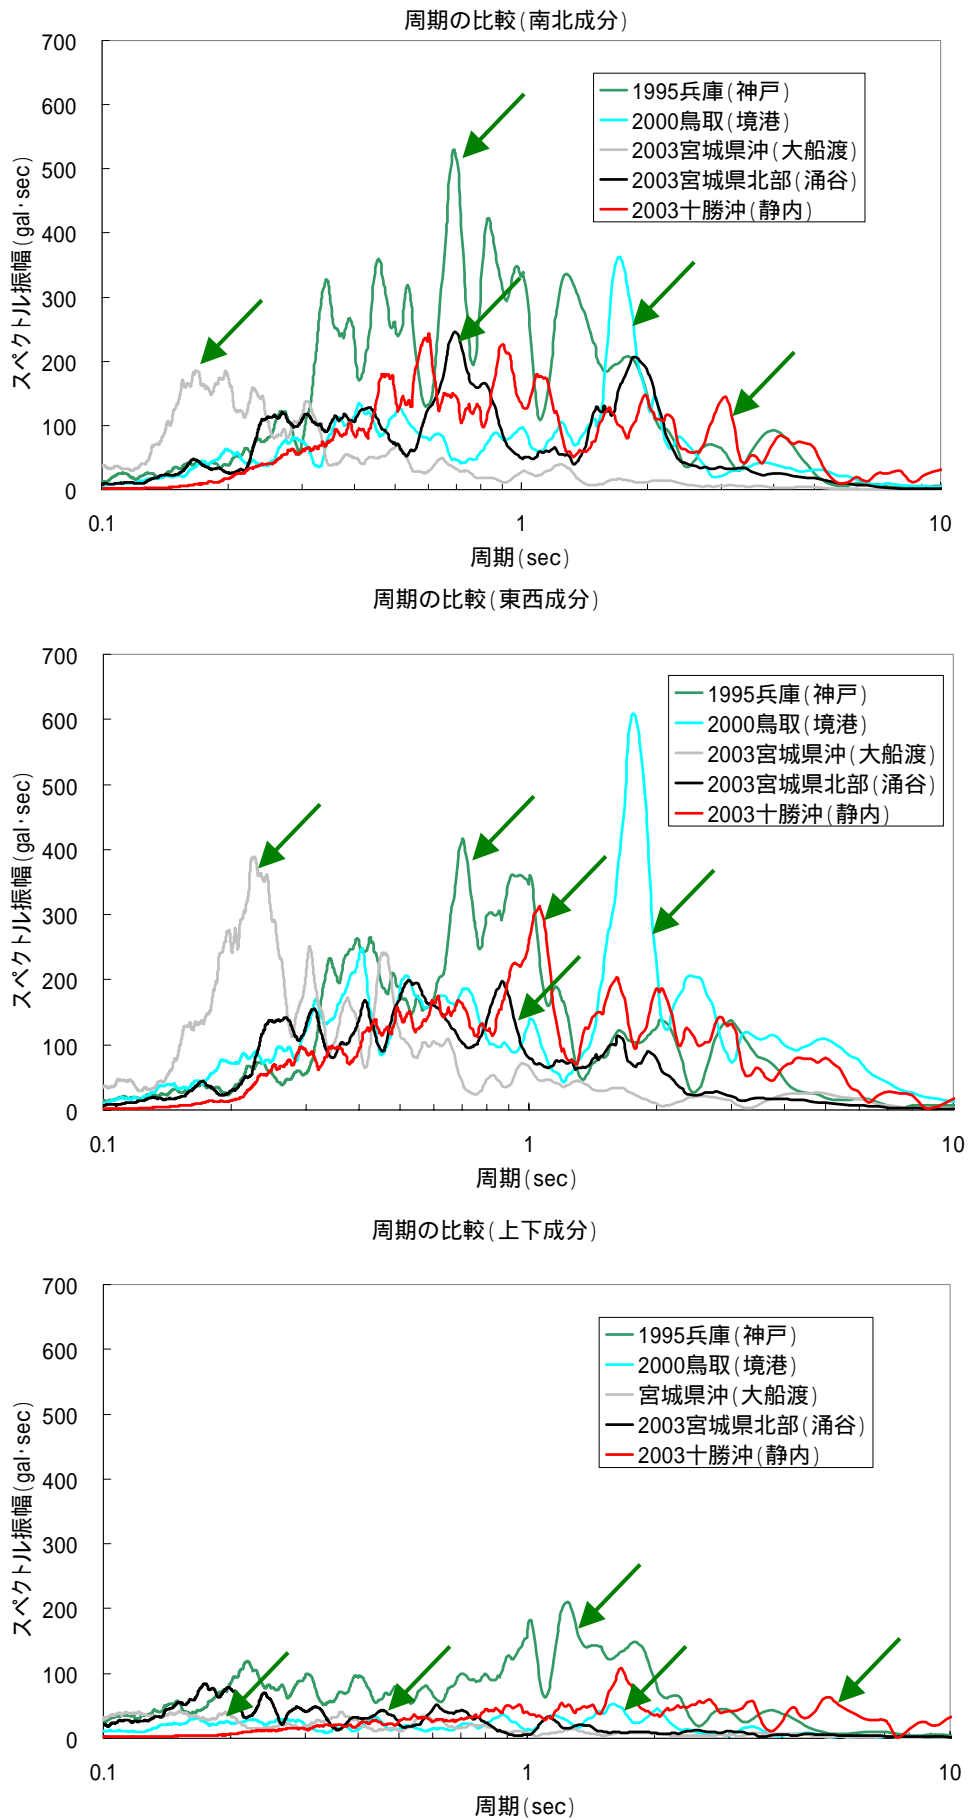 周期の比較(南北成分)
700
600
500
400
300
200
100
0
スペクトル振幅(gal･sec)
1995兵庫(神戸)
2000鳥取(境港)
2003宮城県沖(大船渡)
2003宮城県北部(涌谷)
2003十勝沖(静内)
0.1
1
10
周期(sec)
周期の比較(東西成分)
700
600
500
400
300
200
100
0
スペクトル振幅(gal･sec)
1995兵庫(神戸)
2000鳥取(境港)
2003宮城県沖(大船渡)
2003宮城県北部(涌谷)
2003十勝沖(静内)
0.1
1
10
周期(sec)
周期の比較(上下成分)
700
600
500
400
300
200
100
0
スペクトル振幅(gal･sec)
1995兵庫(神戸)
2000鳥取(境港)
宮城県沖(大船渡)
2003宮城県北部(涌谷)
2003十勝沖(静内)
0.1
1
10
周期(sec)